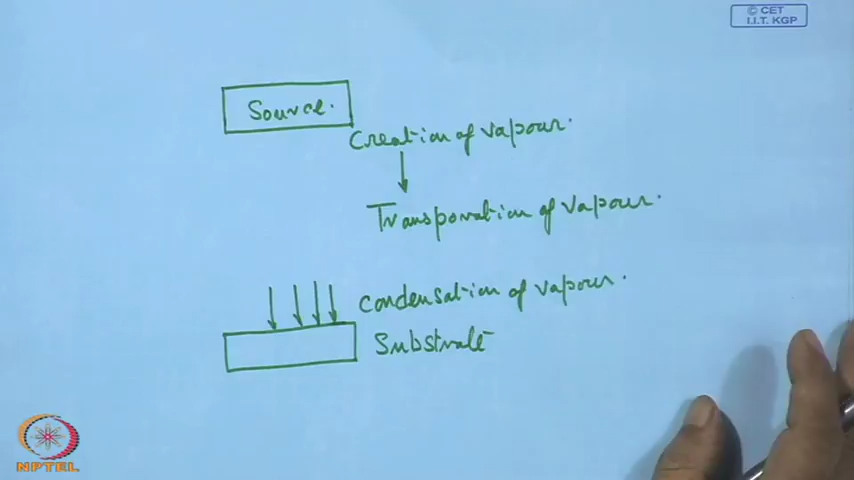 © CET
I.I.T. KGP
Source.
Creation of vapour.
Transporation of vapour.
condensation of vapour.
Substrate
NPTEL